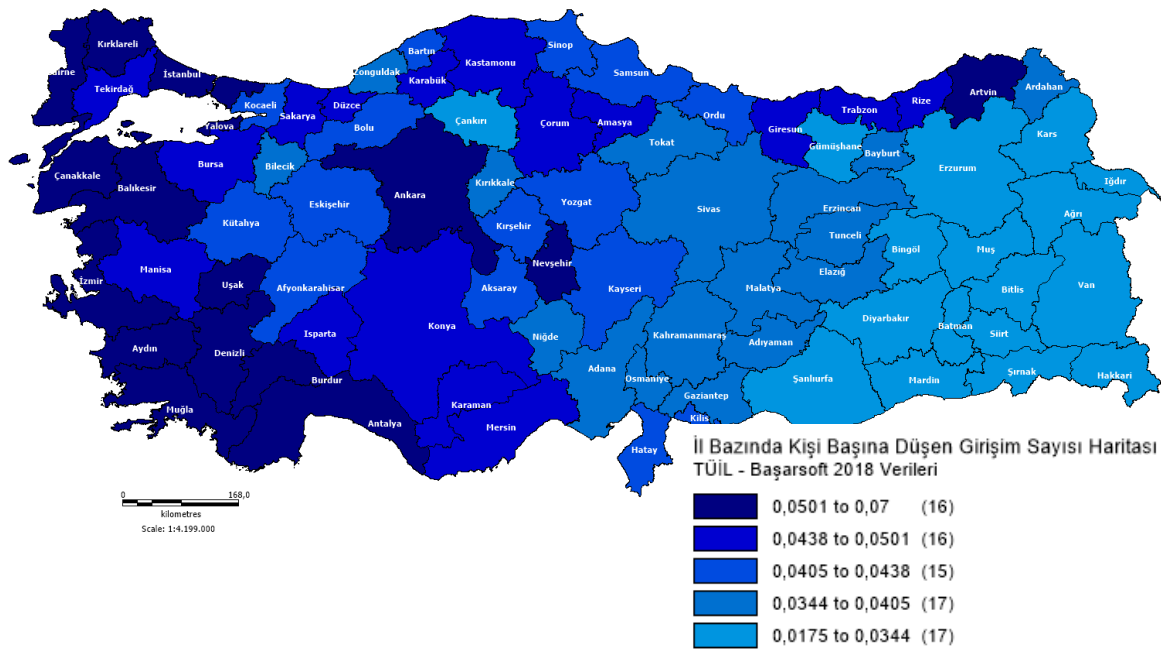 Kırklareli
İstanbul
Tekirdağ
Yalova
Kocaeli
Sakarya
Düzce
Bolu
Zonguldak
Bartın
Karabük
Kastamonu
Sinop
Samsun
Çankırı
Çorum
Amasya
Ordu
Tokat
Giresun
Trabzon
Rize
Artvin
Ardahan
Gümüşhane
Bayburt
Kars
Erzurum
Iğdır
Ağrı
Çanakkale
Balıkesir
Bursa
Bilecik
Kütahya
Eskişehir
Ankara
Kırıkkale
Kırşehir
Yozgat
Sivas
Erzincan
Tunceli
Bingöl
Muş
Elazığ
Malatya
Bitlis
Van
İzmir
Manisa
Uşak
Afyonkarahisar
Aksaray
Nevşehir
Kayseri
Isparta
Konya
Niğde
Kahramanmaraş
Adıyaman
Diyarbakır
Batman
Siirt
Şırnak
Hakkari
Mardin
Şanlıurfa
Aydın
Denizli
Burdur
Muğla
Antalya
Karaman
Mersin
Adana
Osmaniye
Gaziantep
Kilis
Hatay
0 168,0
kilometres
Scale: 1:4.199.000
İl Bazında Kişi Başına Düşen Girişim Sayısı Haritası
TÜİL - Başarsoft 2018 Verileri
0,0501 to 0,07 (16)
0,0438 to 0,0501 (16)
0,0405 to 0,0438 (15)
0,0344 to 0,0405 (17)
0,0175 to 0,0344 (17)